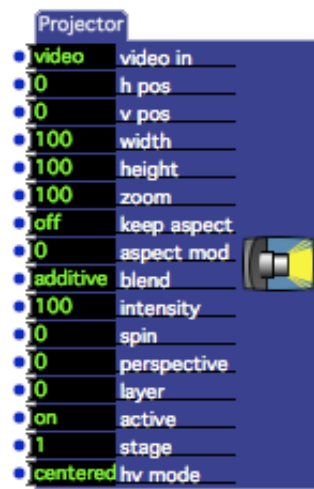 Projector
video video in
0 h pos
0 v pos
100 width
100 height
100 zoom
off keep aspect
0 aspect mod
additive blend
100 intensity
0 spin
0 perspective
0 layer
on active
1 stage
centered hv mode